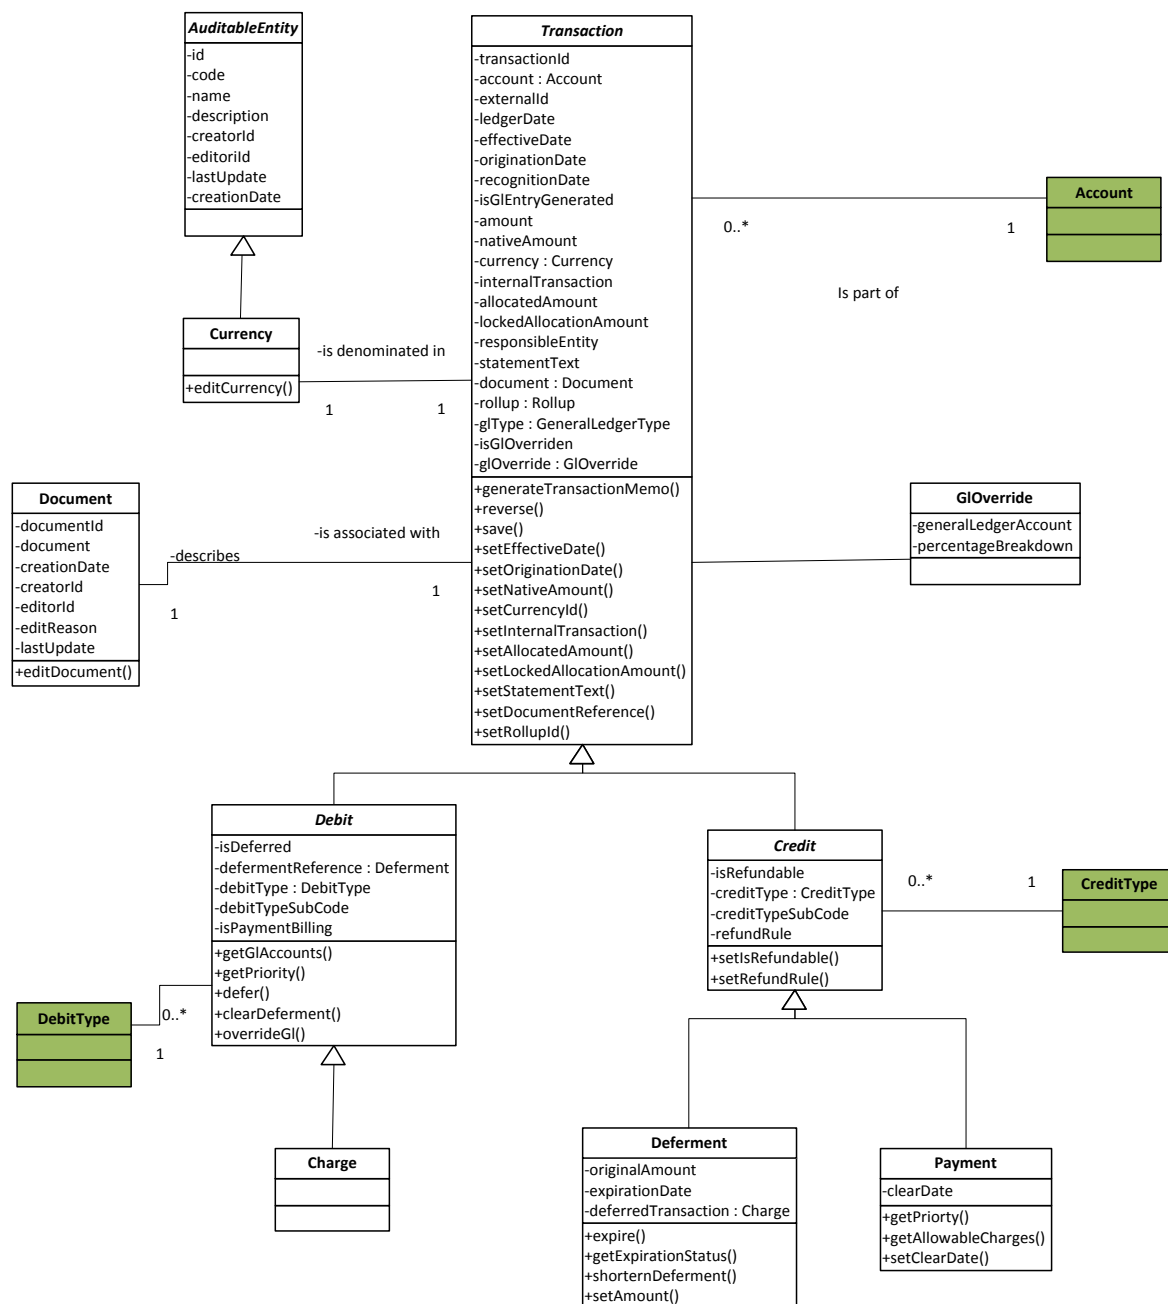 AuditableEntity
-id
-code
-name
-description
-creatorId
-editoriId
-lastUpdate
-creationDate
Transaction
-transactionId
-account : Account
-externalId
-ledgerDate
-effectiveDate
-originationDate
-recognitionDate
-isGlEntryGenerated
-amount
-nativeAmount
-currency : Currency
-internalTransaction
-allocatedAmount
-lockedAllocationAmount
-responsibleEntity
-statementText
-document : Document
-rollup : Rollup
-glType : GeneralLedgerType
-isGlOverriden
-glOverride : GlOverride
+generateTransactionMemo()
+reverse()
+save()
+setEffectiveDate()
+setOriginationDate()
+setNativeAmount()
+setCurrencyId()
+setInternalTransaction()
+setAllocatedAmount()
+setLockedAllocationAmount()
+setStatementText()
+setDocumentReference()
+setRollupId()
Account
0..*
1
Is part of
Currency
+editCurrency()
-is denominated in
1
1
Document
-documentId
-document
-creationDate
-creatorId
-editorId
-editReason
-lastUpdate
+editDocument()
-describes
-is associated with
1
1
GlOverride
-generalLedgerAccount
-percentageBreakdown
Debit
-isDeferred
-defermentReference : Deferment
-debitType : DebitType
-debitTypeSubCode
-isPaymentBilling
+getGlAccounts()
+getPriority()
+defer()
+clearDeferment()
+overrideGl()
Credit
-isRefundable
-creditType : CreditType
-creditTypeSubCode
-refundRule
+setIsRefundable()
+setRefundRule()
0..*
1
CreditType
DebitType
0..*
1
Charge
Deferment
-originalAmount
-expirationDate
-deferredTransaction : Charge
+expire()
+getExpirationStatus()
+shorternDeferment()
+setAmount()
Payment
-clearDate
+getPriorty()
+getAllowableCharges()
+setClearDate()